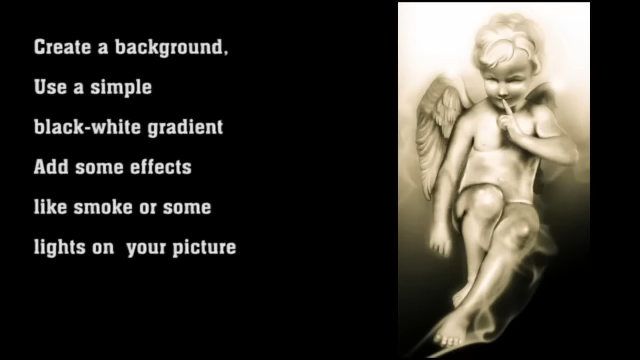 Create a background,
Use a simple
black-white gradient
Add some effects
like smoke or some
lights on  your picture